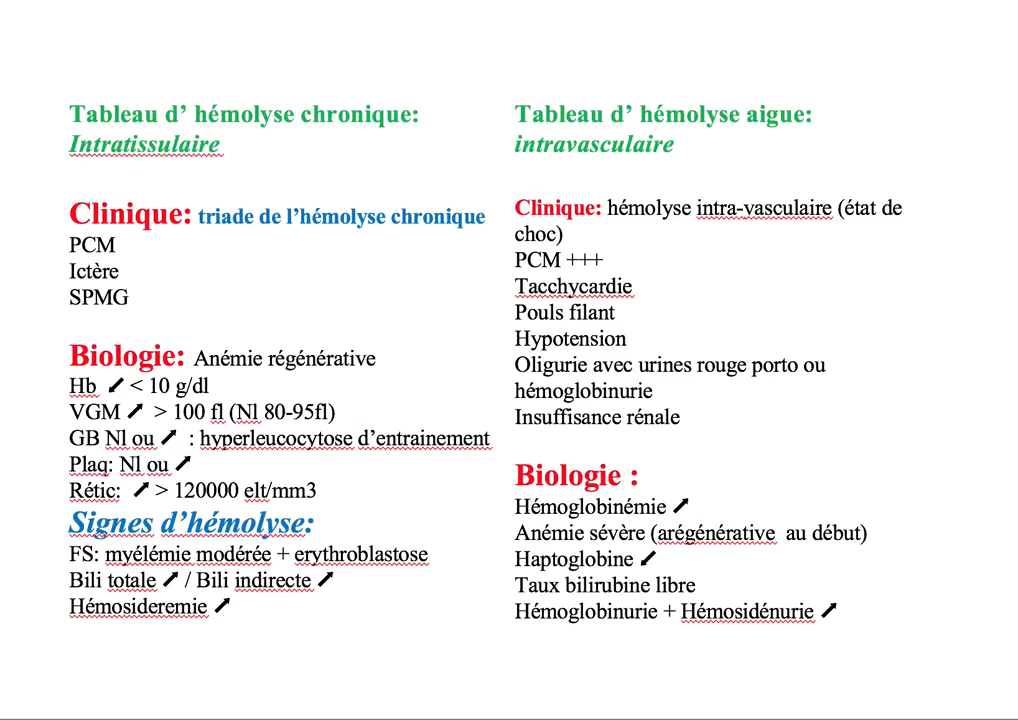 Tableau d’ hémolyse chronique:
Intratissulaire
Clinique: triade de l’hémolyse chronique
PCM
Ictère
SPMG
Biologie: Anémie régénérative
Hb ⬋ < 10 g/dl
VGM ⬈ > 100 fl (Nl 80-95fl)
GB Nl ou ⬈ : hyperleucocytose d’entrainement
Plaq: Nl ou ⬈
Rétic: ⬈ > 120000 elt/mm3
Signes d’hémolyse:
FS: myélémie modérée + erythroblastose
Bili totale ⬈ / Bili indirecte ⬈
Hémosideremie ⬈
Tableau d’ hémolyse aigue:
intravasculaire
Clinique: hémolyse intra-vasculaire (état de
choc)
PCM +++
Tacchycardie
Pouls filant
Hypotension
Oligurie avec urines rouge porto ou
hémoglobinurie
Insuffisance rénale
Biologie :
Hémoglobinémie ⬈
Anémie sévère (arégénérative au début)
Haptoglobine ⬋
Taux bilirubine libre
Hémoglobinurie + Hémosidénurie ⬈